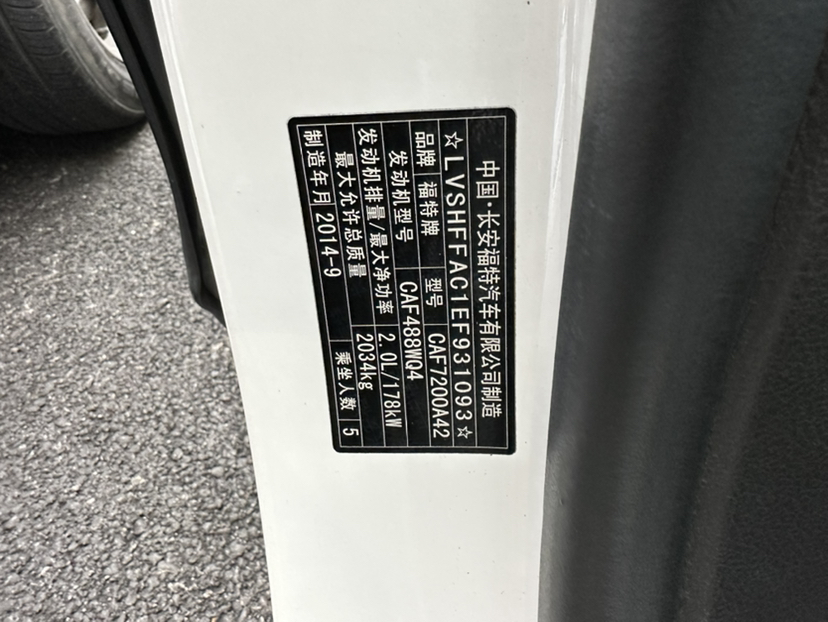 中国·长安福特汽车有限公司制造
☆LVSHFFAC1EF931093☆
品牌 福特牌 型号 CAF7200A42
发动机型号 CAF488WQ4
发动机排量/最大净功率 2.0L/178kW
最大允许总质量 2034kg
制造年月 2014-9 乘坐人数 5